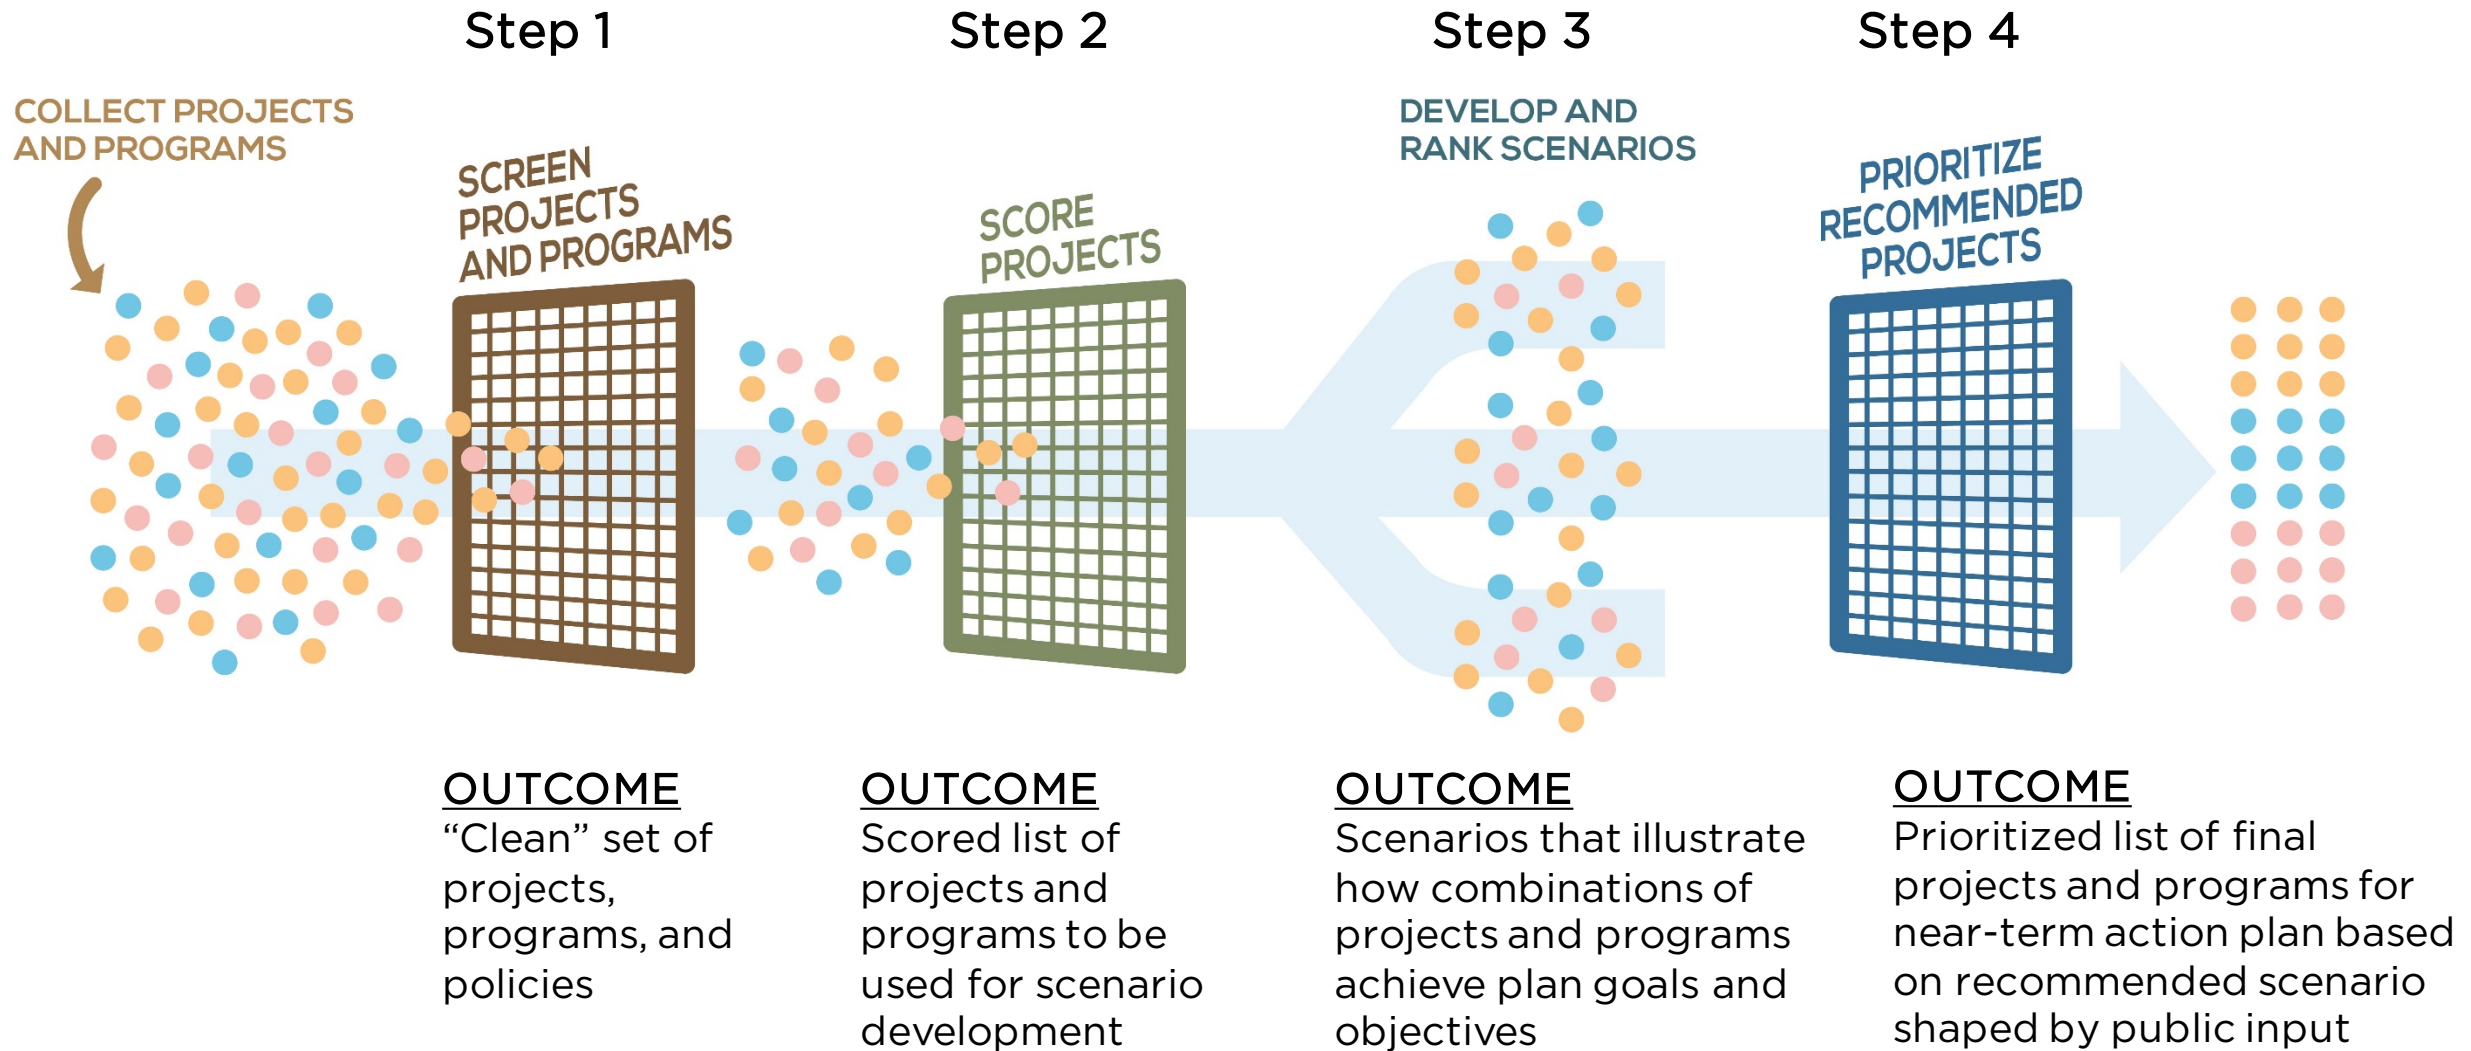 Step 1
Step 2
Step 3
Step 4
COLLECT PROJECTS
AND PROGRAMS
SCREEN
PROJECTS
AND PROGRAMS
SCORE
PROJECTS
DEVELOP AND
RANK SCENARIOS
PRIORITIZE
RECOMMENDED
PROJECTS
OUTCOME
“Clean” set of
projects,
programs, and
policies
OUTCOME
Scored list of
projects and
programs to be
used for scenario
development
OUTCOME
Scenarios that illustrate
how combinations of
projects and programs
achieve plan goals and
objectives
OUTCOME
Prioritized list of final
projects and programs for
near-term action plan based
on recommended scenario
shaped by public input